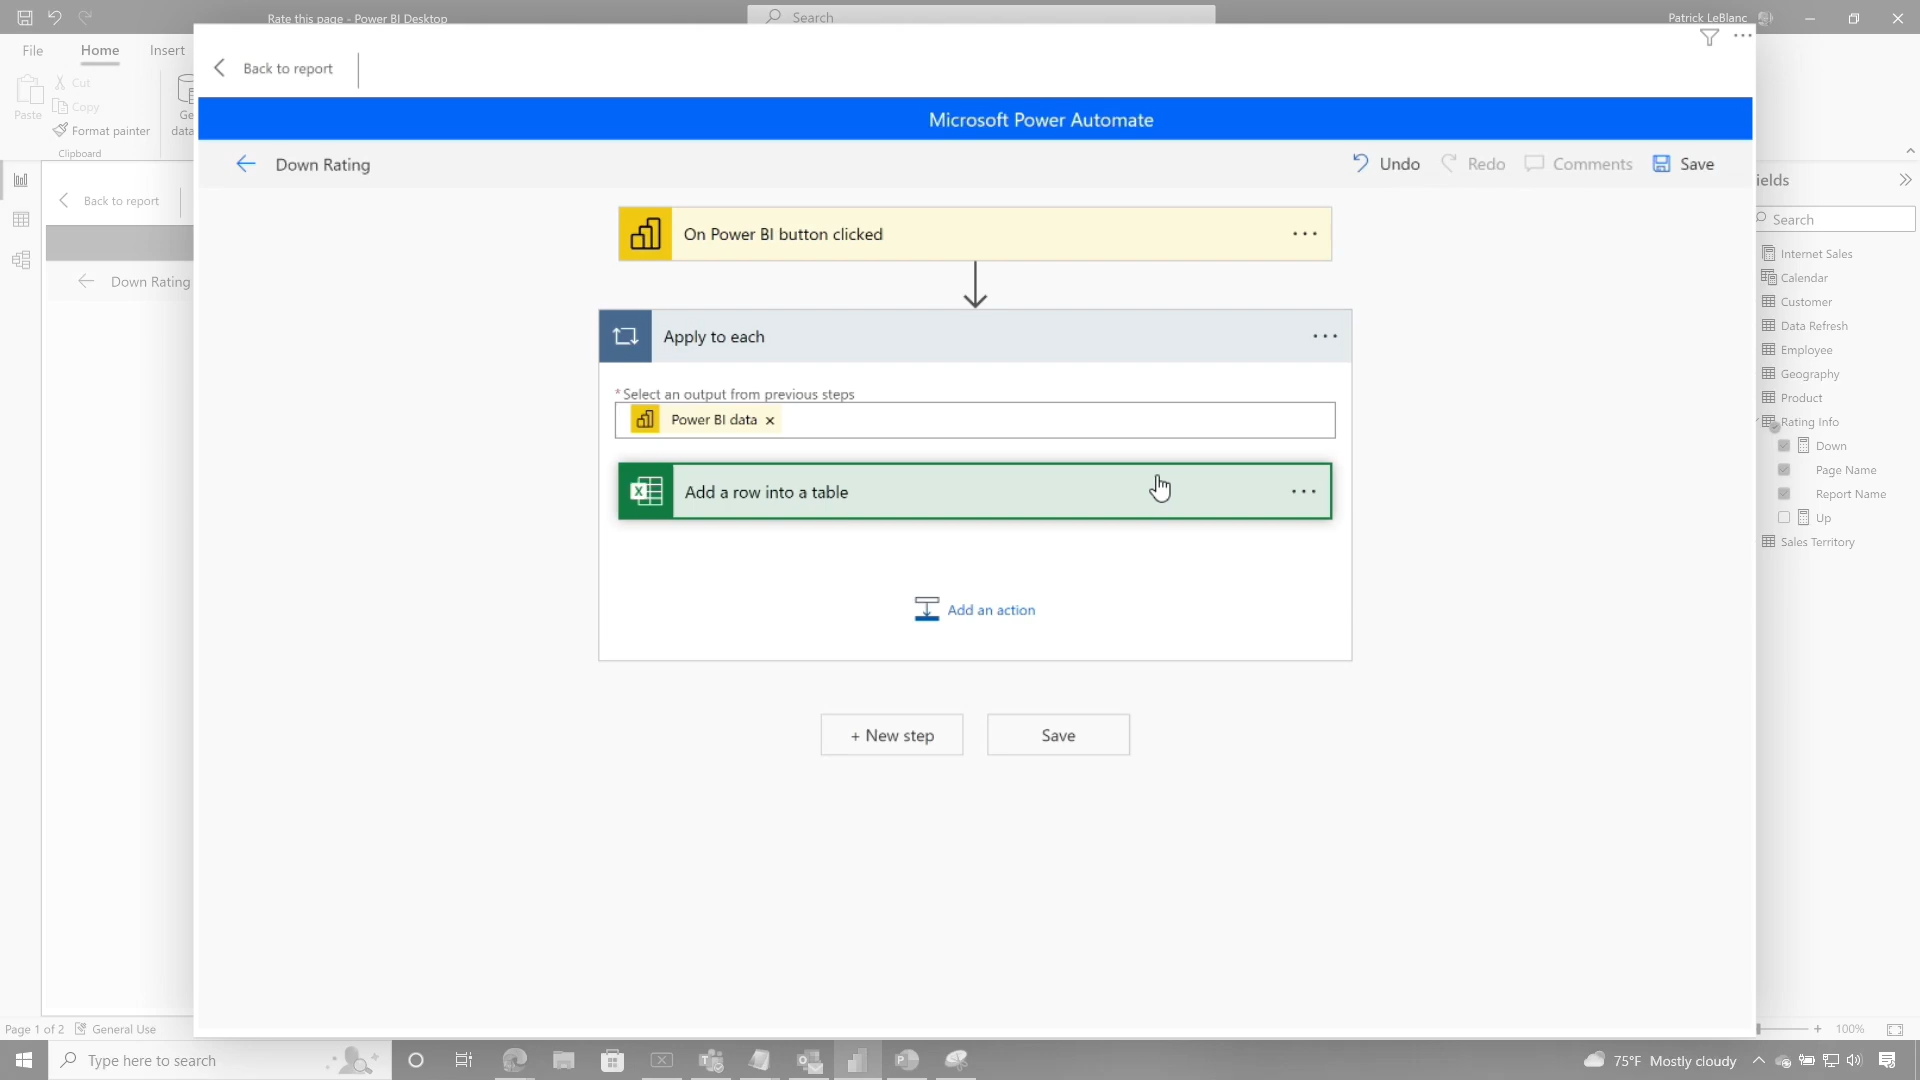 Rate this page - Power BI Desktop
Search
Patrick LeBlanc
File
Home
Insert
Back to report
Paste
Cut
Copy
Format painter
Clipboard
Ge
data
Microsoft Power Automate
Down Rating
Undo
Redo
Comments
Save
Back to report
Down Rating
On Power BI button clicked
Apply to each
*Select an output from previous steps
Power BI data ×
Add a row into a table
Add an action
+ New step
Save
ields
Search
Internet Sales
Calendar
Customer
Data Refresh
Employee
Geography
Product
Rating Info
Down
Page Name
Report Name
Up
Sales Territory
Page 1 of 2
General Use
+ 100%
Type here to search
75°F Mostly cloudy